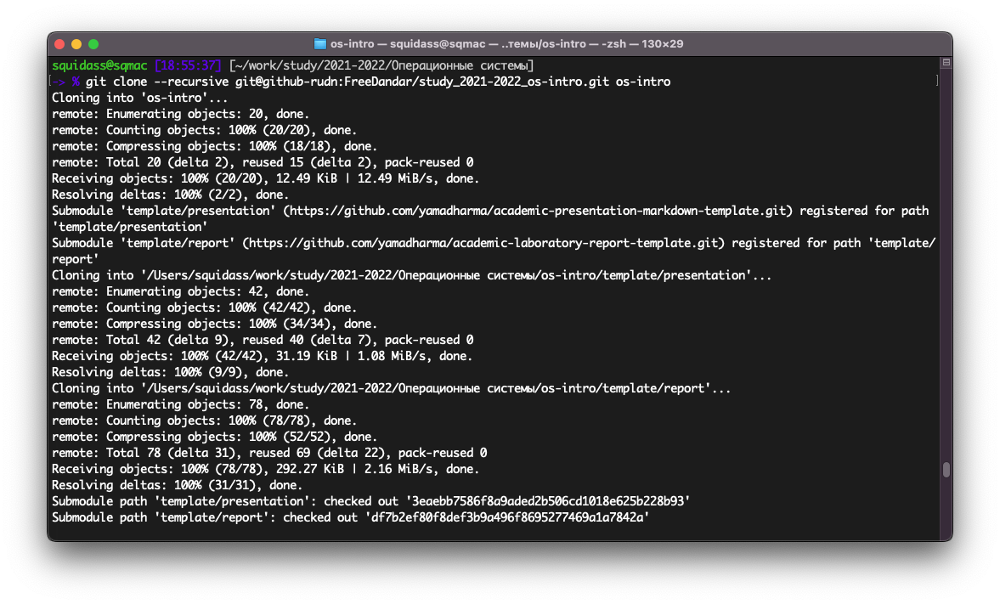 os-intro — squidass@sqmac — ..темы/os-intro — -zsh — 130×29
squidass@sqmac [18:55:37] [~/work/study/2021-2022/Операционные системы]
[-> % git clone --recursive git@github-rudn:FreeDandar/study_2021-2022_os-intro.git os-intro ]
Cloning into 'os-intro'...
remote: Enumerating objects: 20, done.
remote: Counting objects: 100% (20/20), done.
remote: Compressing objects: 100% (18/18), done.
remote: Total 20 (delta 2), reused 15 (delta 2), pack-reused 0
Receiving objects: 100% (20/20), 12.49 KiB | 12.49 MiB/s, done.
Resolving deltas: 100% (2/2), done.
Submodule 'template/presentation' (https://github.com/yamadharma/academic-presentation-markdown-template.git) registered for path
'template/presentation'
Submodule 'template/report' (https://github.com/yamadharma/academic-laboratory-report-template.git) registered for path 'template/
report'
Cloning into '/Users/squidass/work/study/2021-2022/Операционные системы/os-intro/template/presentation'...
remote: Enumerating objects: 42, done.
remote: Counting objects: 100% (42/42), done.
remote: Compressing objects: 100% (34/34), done.
remote: Total 42 (delta 9), reused 40 (delta 7), pack-reused 0
Receiving objects: 100% (42/42), 31.19 KiB | 1.08 MiB/s, done.
Resolving deltas: 100% (9/9), done.
Cloning into '/Users/squidass/work/study/2021-2022/Операционные системы/os-intro/template/report'...
remote: Enumerating objects: 78, done.
remote: Counting objects: 100% (78/78), done.
remote: Compressing objects: 100% (52/52), done.
remote: Total 78 (delta 31), reused 69 (delta 22), pack-reused 0
Receiving objects: 100% (78/78), 292.27 KiB | 2.16 MiB/s, done.
Resolving deltas: 100% (31/31), done.
Submodule path 'template/presentation': checked out '3eaebb7586f8a9aded2b506cd1018e625b228b93'
Submodule path 'template/report': checked out 'df7b2ef80f8def3b9a496f8695277469a1a7842a'